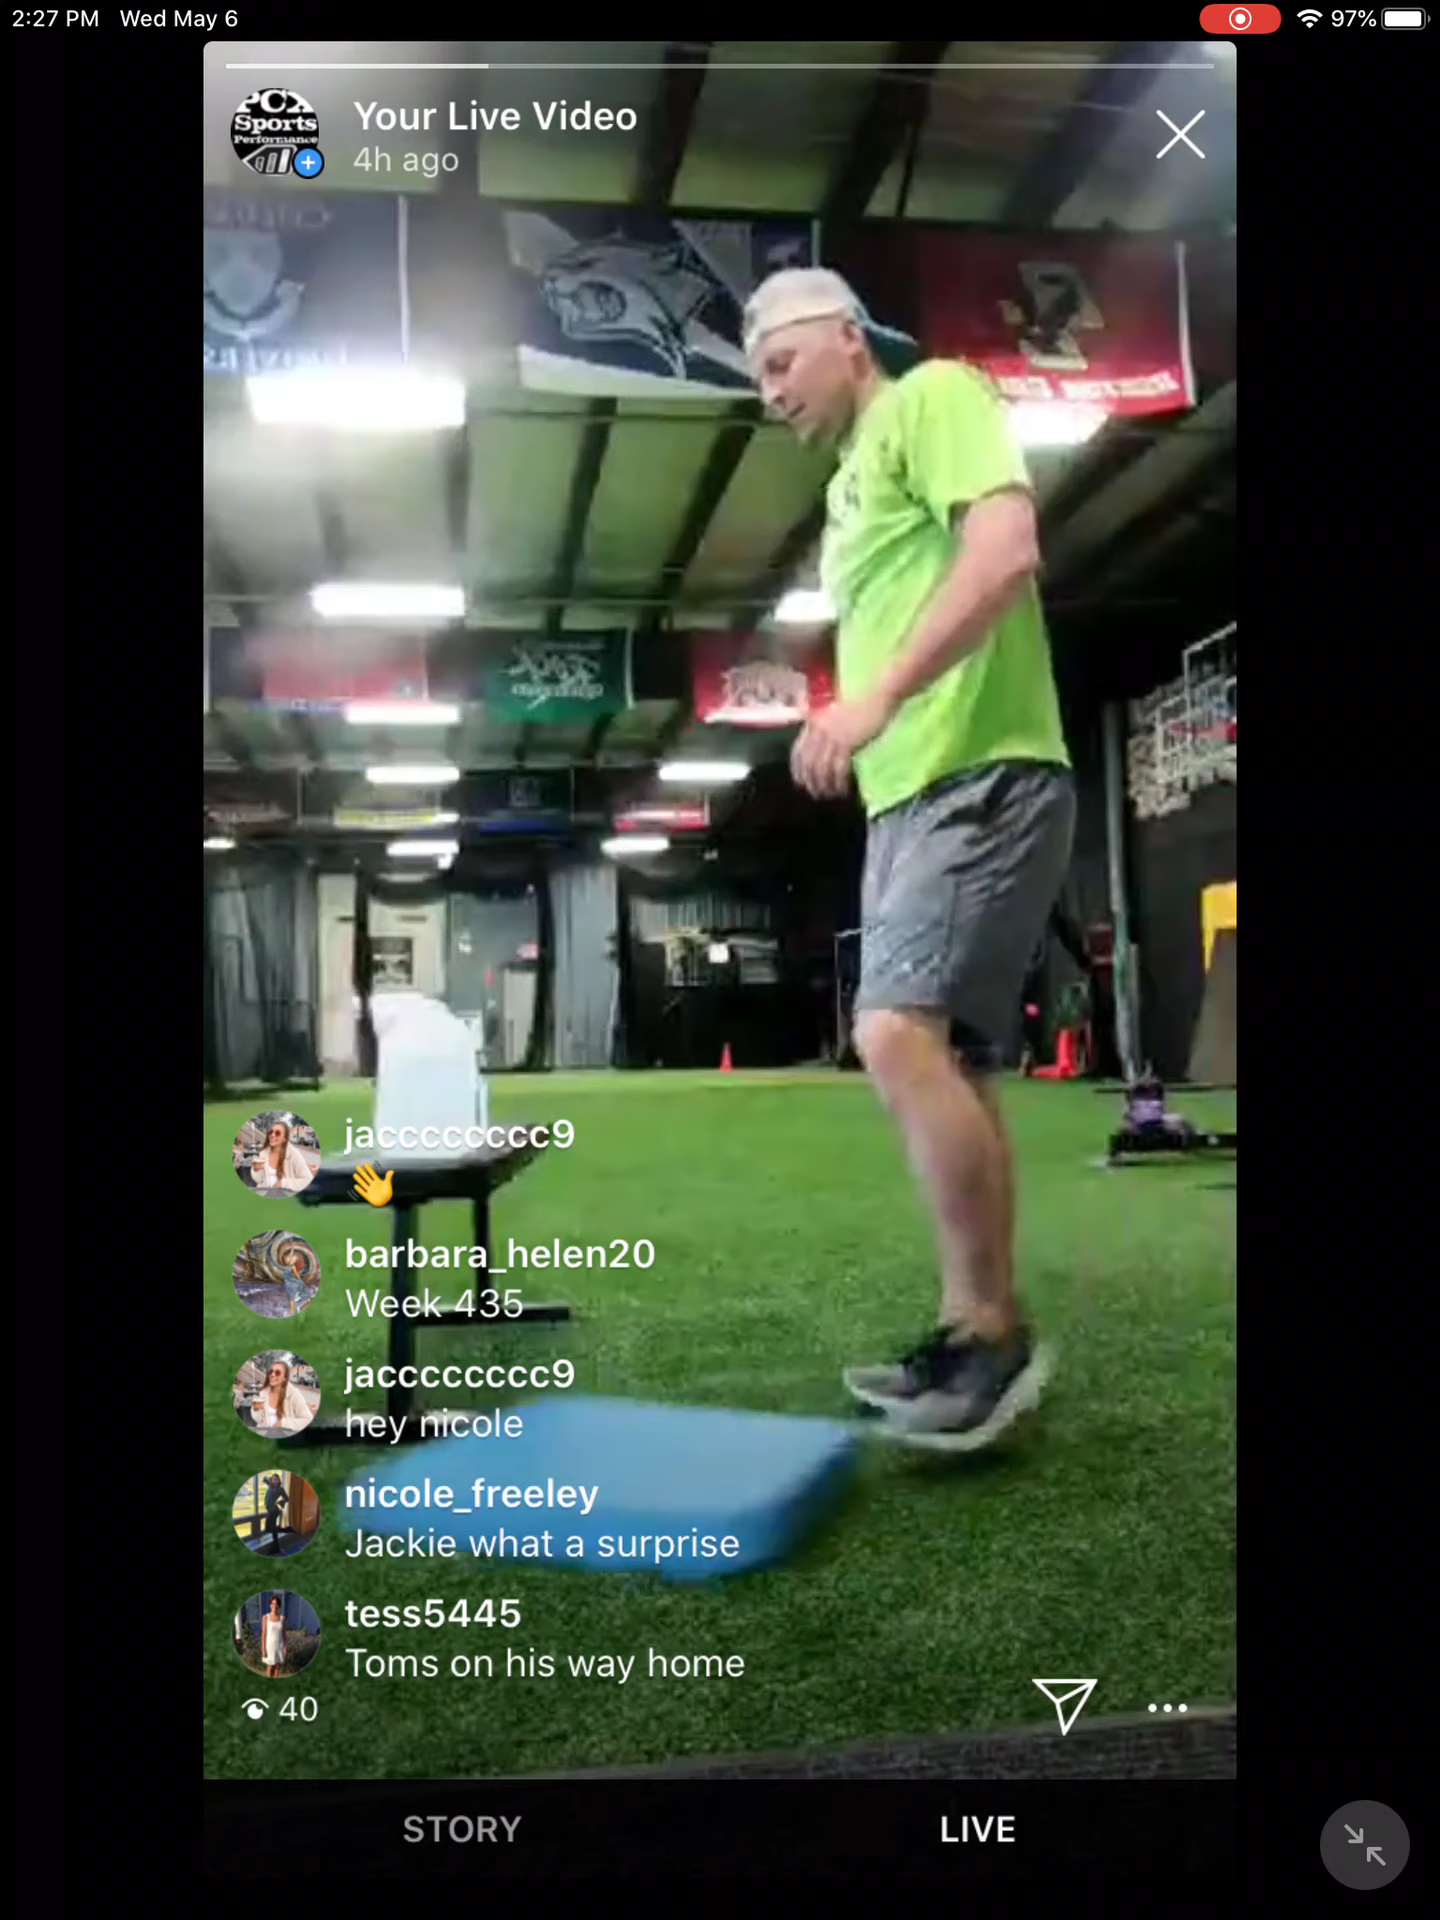 2:27 PM Wed May 6
97%
PCX
Sports
Performance
Your Live Video
4h ago
jacccccccc9
👋
barbara_helen20
Week 435
jacccccccc9
hey nicole
nicole_freeley
Jackie what a surprise
tess5445
Toms on his way home
40
STORY
LIVE